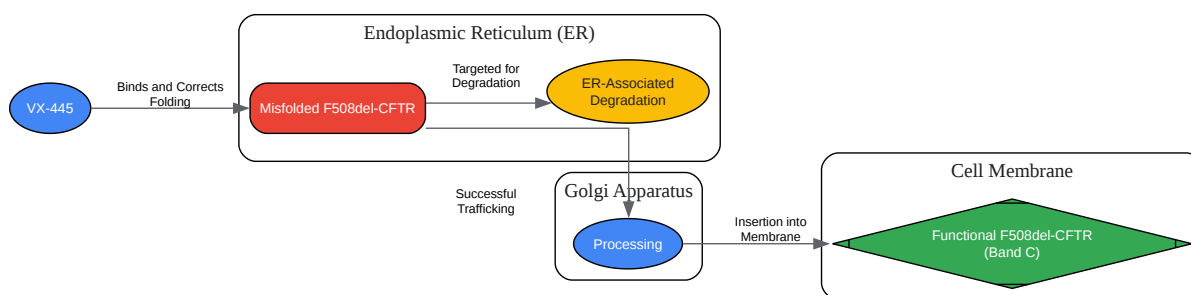 Endoplasmic Reticulum (ER)
VX-445
Binds and Corrects
Folding
Misfolded F508del-CFTR
Targeted for
Degradation
ER-Associated
Degradation
Successful
Trafficking
Golgi Apparatus
Processing
Insertion into
Membrane
Cell Membrane
Functional F508del-CFTR
(Band C)